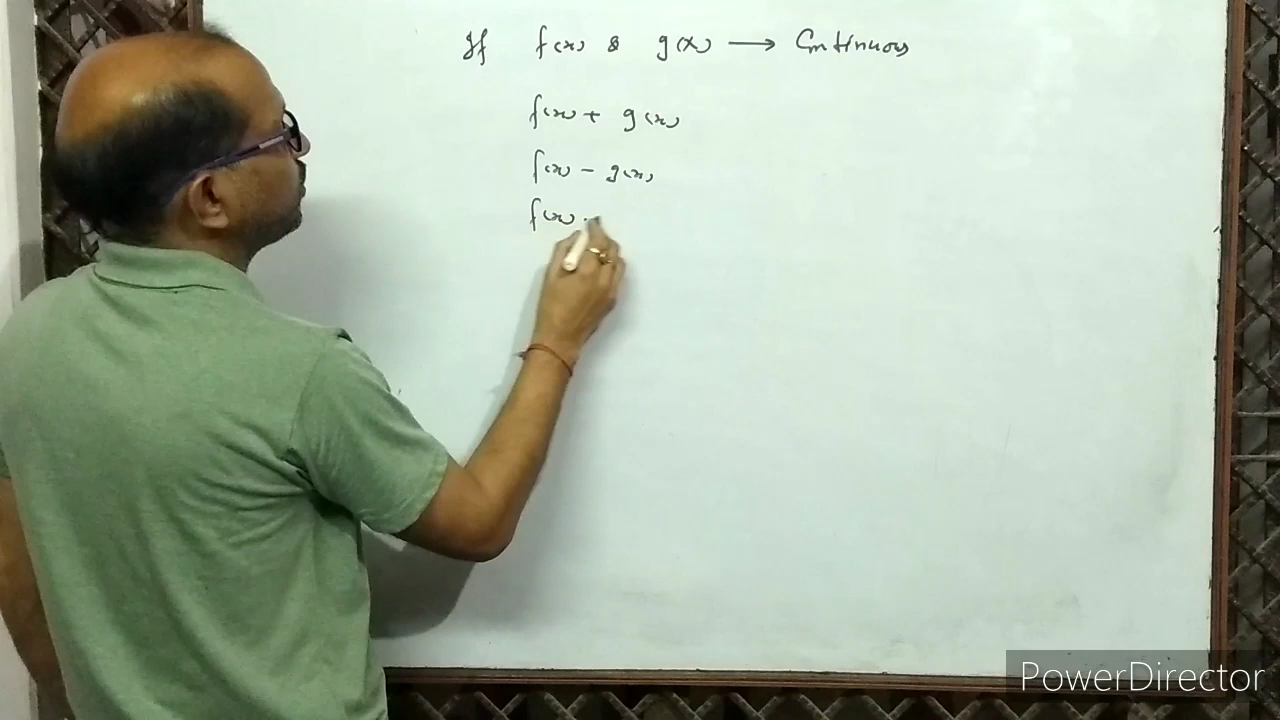 If f(x) & g(x) → Continuous
f(x) + g(x)
f(x) - g(x)
f(x) .
PowerDirector